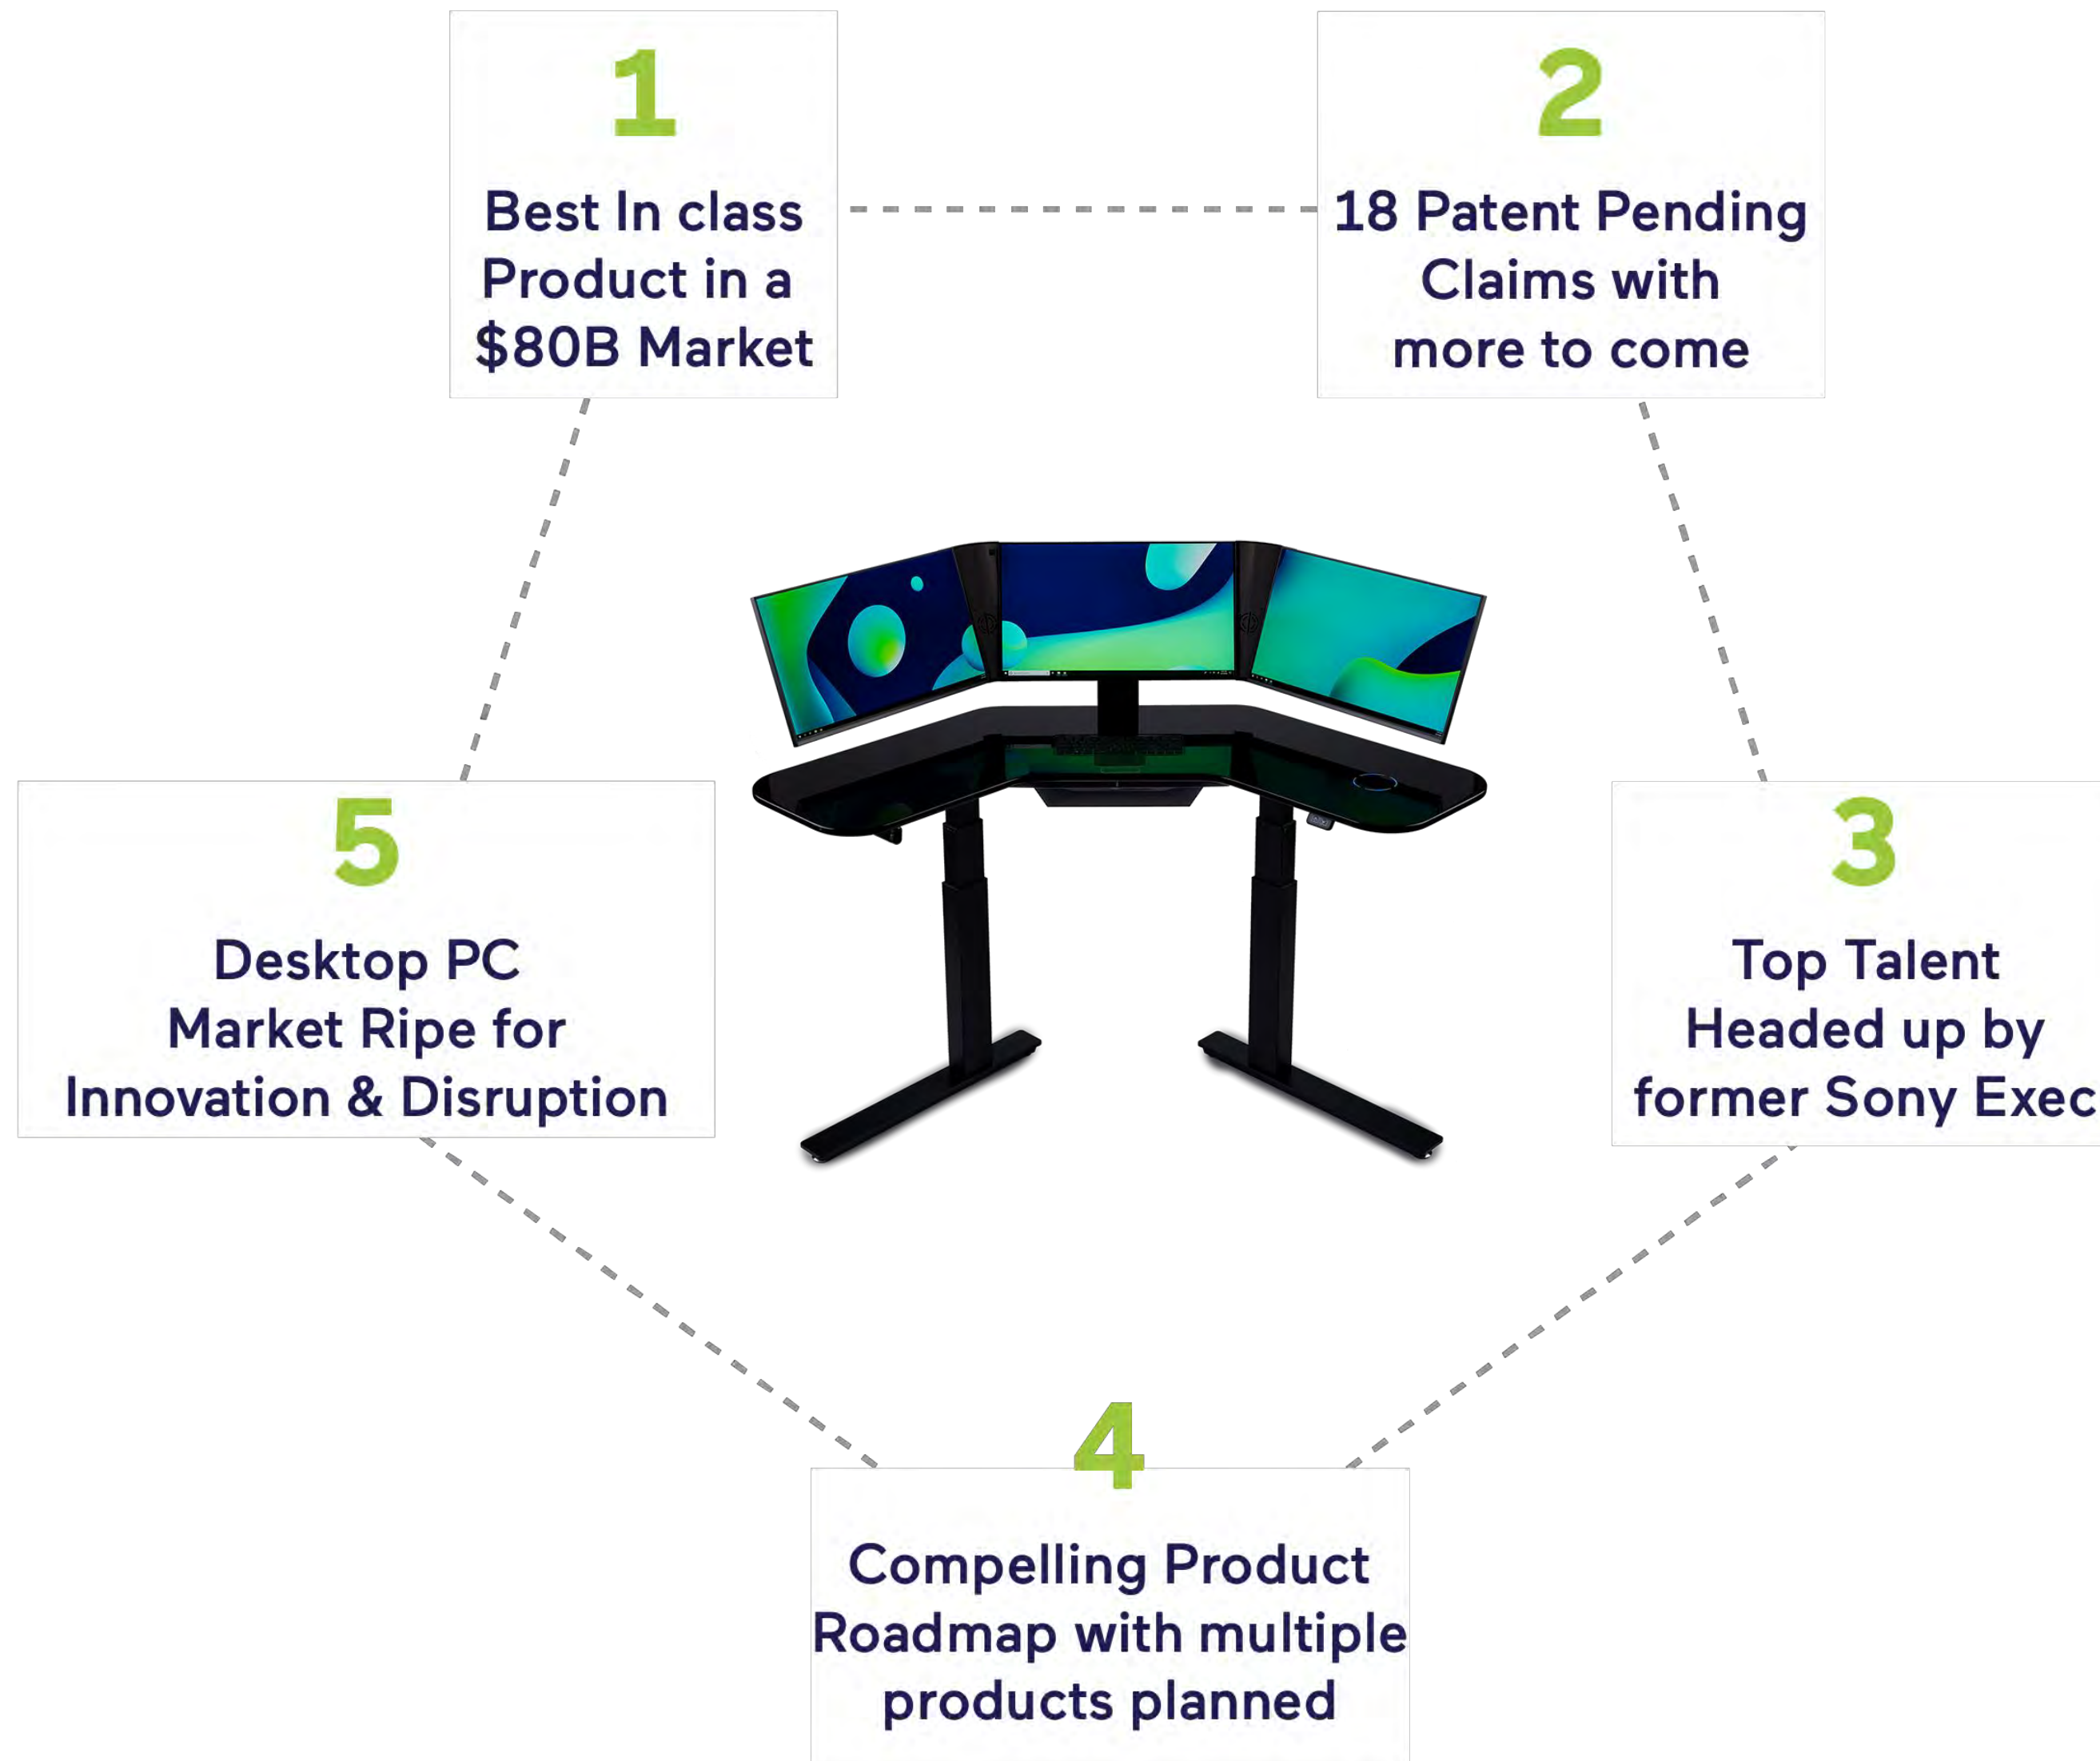 1
Best In class
Product in a
$80B Market
2
18 Patent Pending
Claims with
more to come
3
Top Talent
Headed up by
former Sony Exec
4
Compelling Product
Roadmap with multiple
products planned
5
Desktop PC
Market Ripe for
Innovation & Disruption